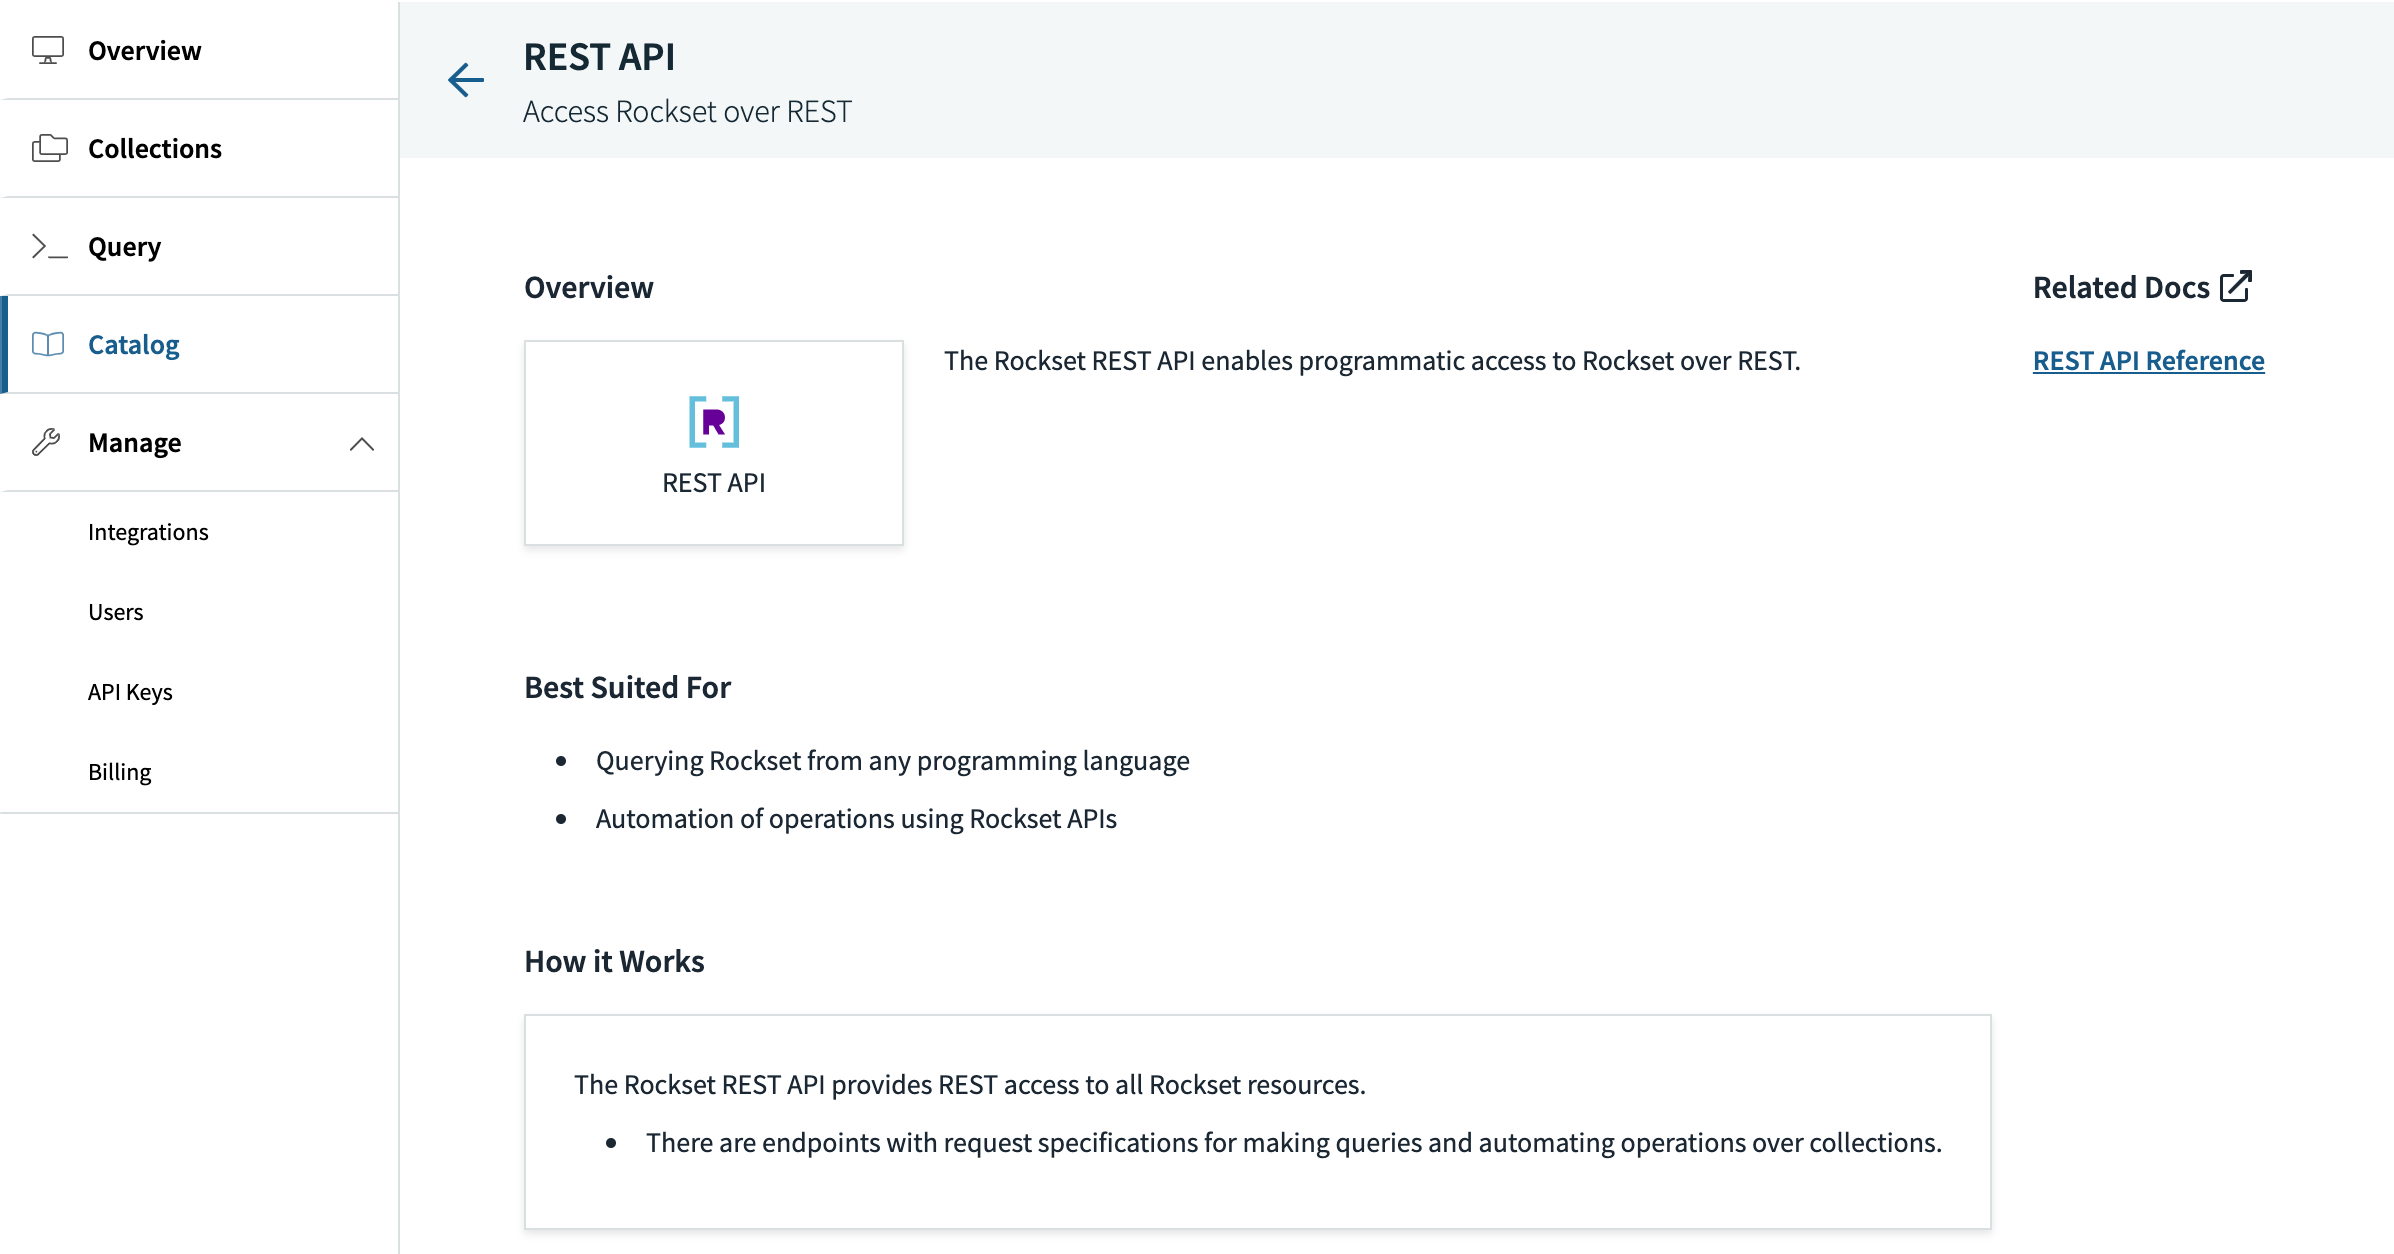 Overview
Collections
Query
Catalog
Manage
Integrations
Users
API Keys
Billing
REST API
Access Rockset over REST
Overview
R
REST API
The Rockset REST API enables programmatic access to Rockset over REST.
Related Docs
REST API Reference
Best Suited For
• Querying Rockset from any programming language
• Automation of operations using Rockset APIs
How it Works
The Rockset REST API provides REST access to all Rockset resources.
• There are endpoints with request specifications for making queries and automating operations over collections.